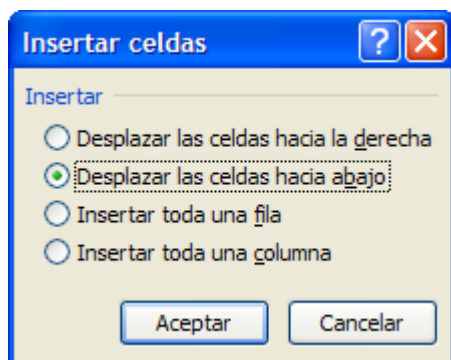 Insertar celdas ?
Insertar
Desplazar las celdas hacia la derecha
Desplazar las celdas hacia abajo
Insertar toda una fila
Insertar toda una columna
Aceptar Cancelar